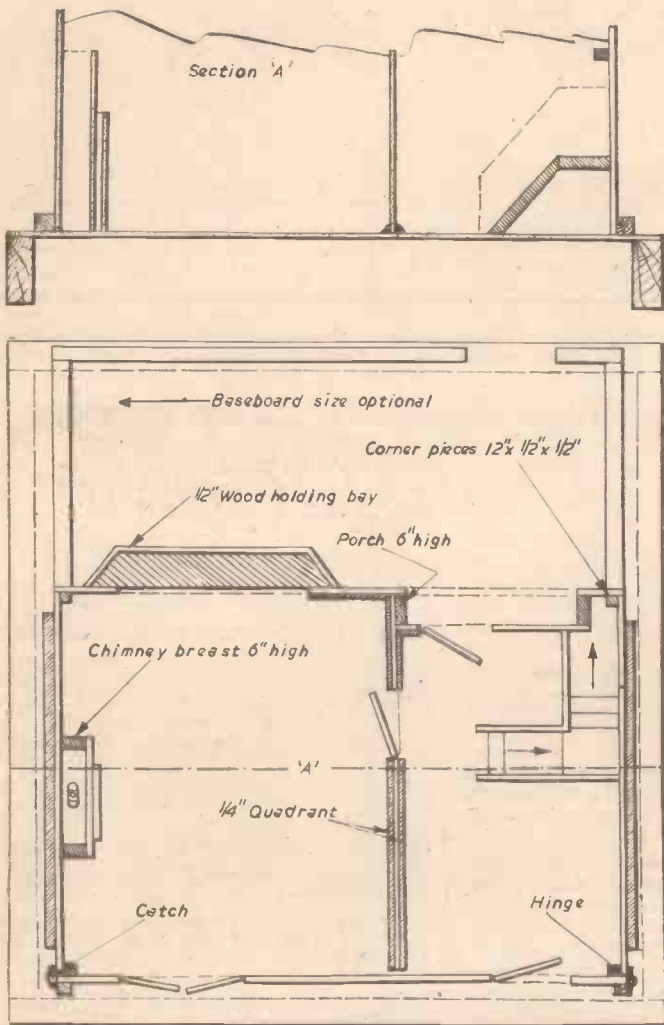 Section 'A'
Baseboard size optional
Corner pieces 12"x 1/2"x 1/2"
1/2" Wood holding bay
Porch 6" high
Chimney breast 6" high
'A'
1/4" Quadrant
Catch
Hinge